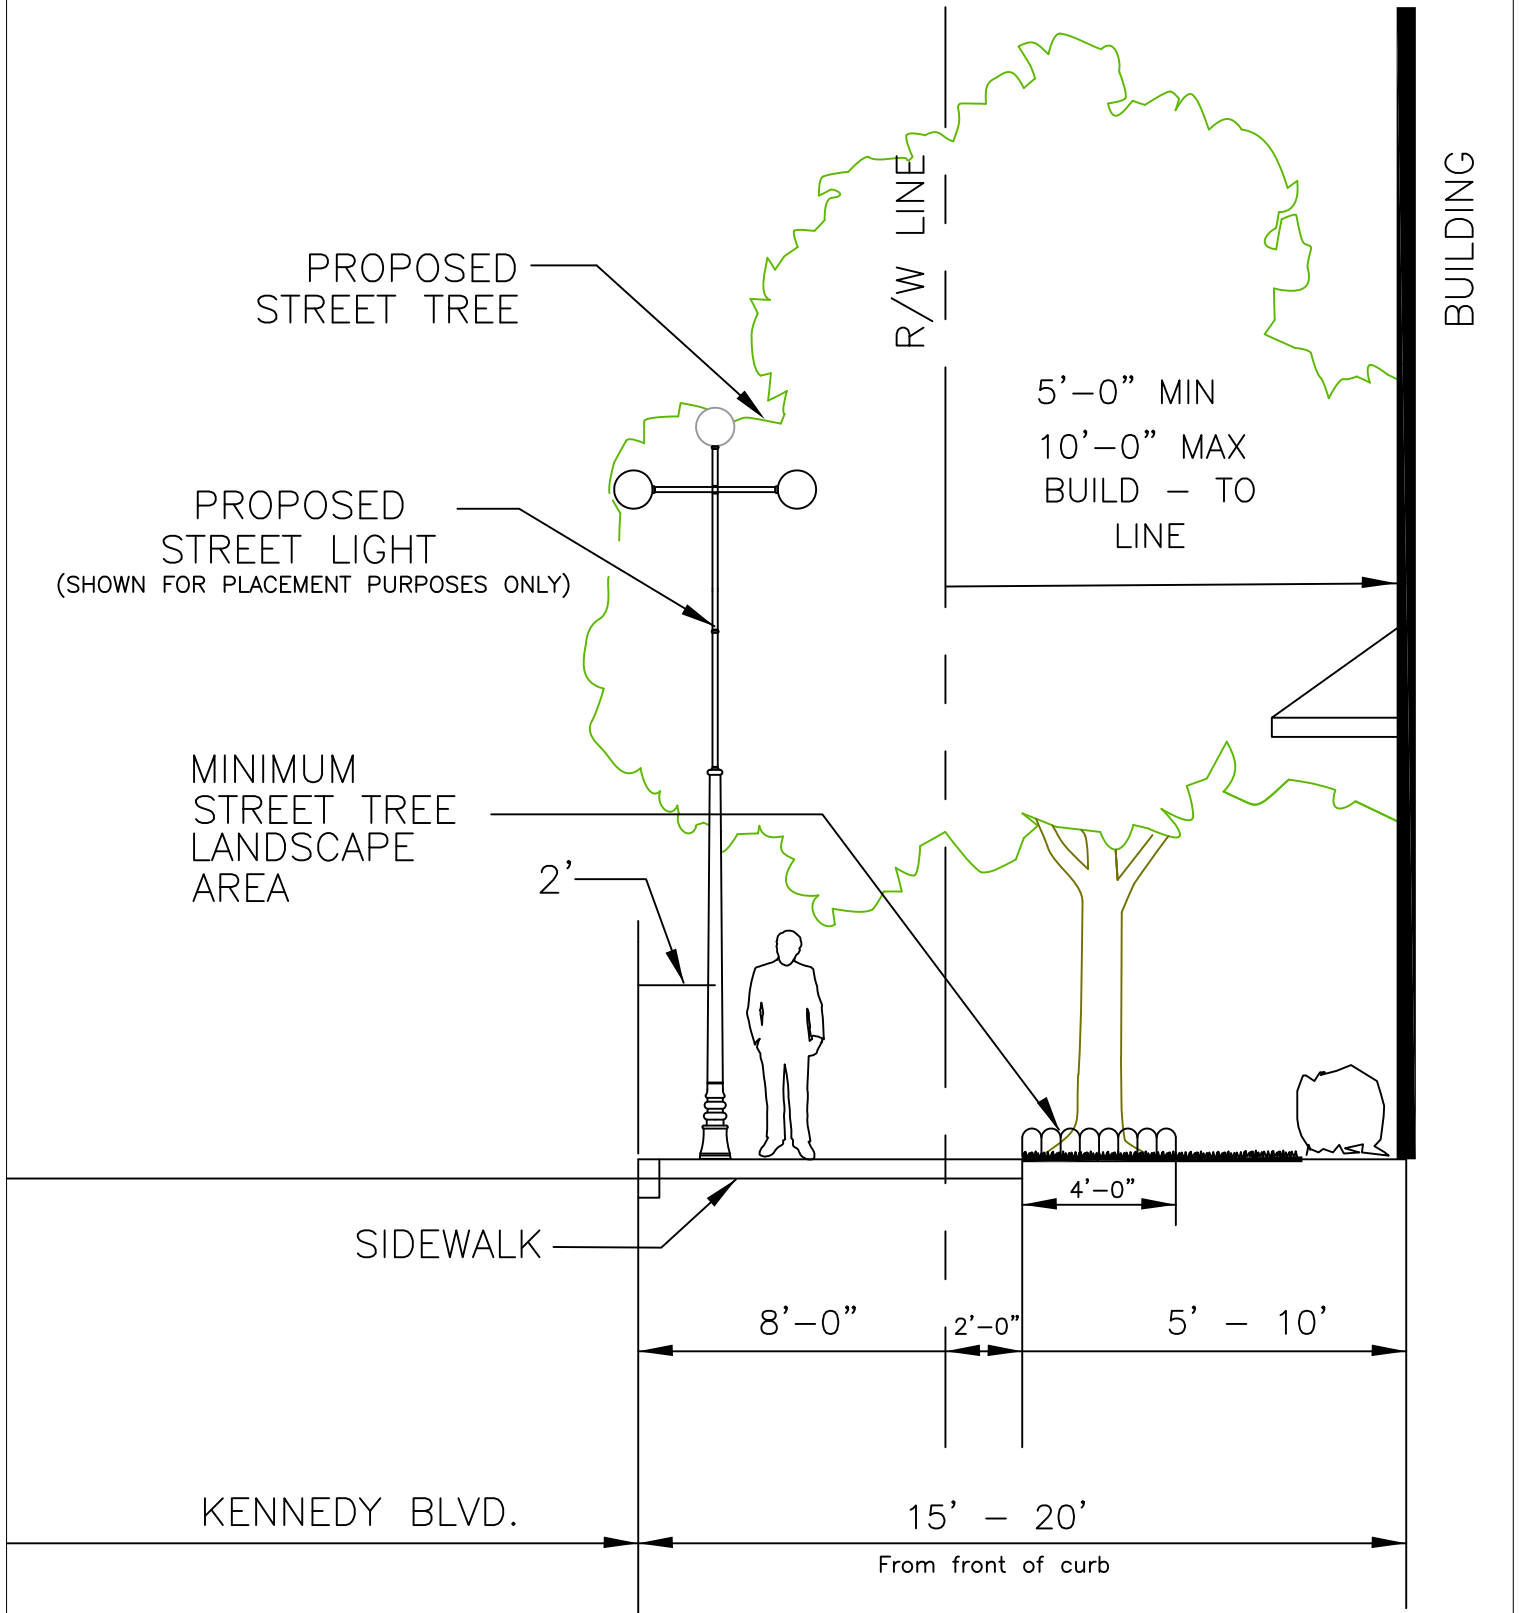 R/W LINE
BUILDING
PROPOSED
STREET TREE
5'-0" MIN
10'-0" MAX
BUILD - TO
LINE
PROPOSED
STREET LIGHT
(SHOWN FOR PLACEMENT PURPOSES ONLY)
MINIMUM
STREET TREE
LANDSCAPE
AREA
2'
4'-0"
SIDEWALK
8'-0"
2'-0"
5' - 10'
KENNEDY BLVD.
15' - 20'
From front of curb